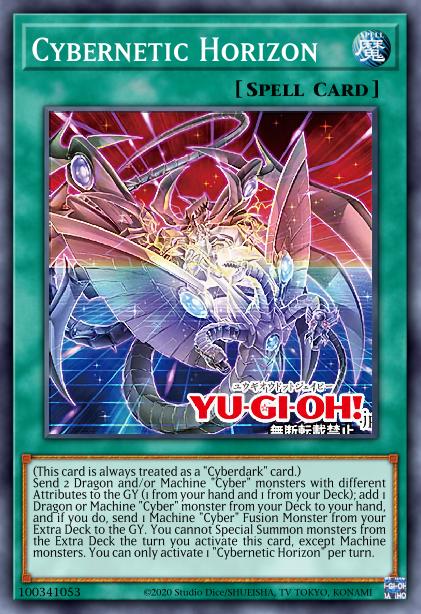 CYBERNETIC HORIZON
SPELL
魔
[SPELL CARD]
ユウギオウドットジェイピー
YU-GI-OH!
無断転載禁止
(This card is always treated as a "Cyberdark" card.)
Send 2 Dragon and/or Machine "Cyber" monsters with different
Attributes to the GY (1 from your hand and 1 from your Deck); add 1
Dragon or Machine "Cyber" monster from your Deck to your hand,
and if you do, send 1 Machine "Cyber" Fusion Monster from your
Extra Deck to the GY. You cannot Special Summon monsters from
the Extra Deck the turn you activate this card, except Machine
monsters. You can only activate 1 "Cybernetic Horizon" per turn.
100341053
©2020 Studio Dice/SHUEISHA, TV TOKYO, KONAMI